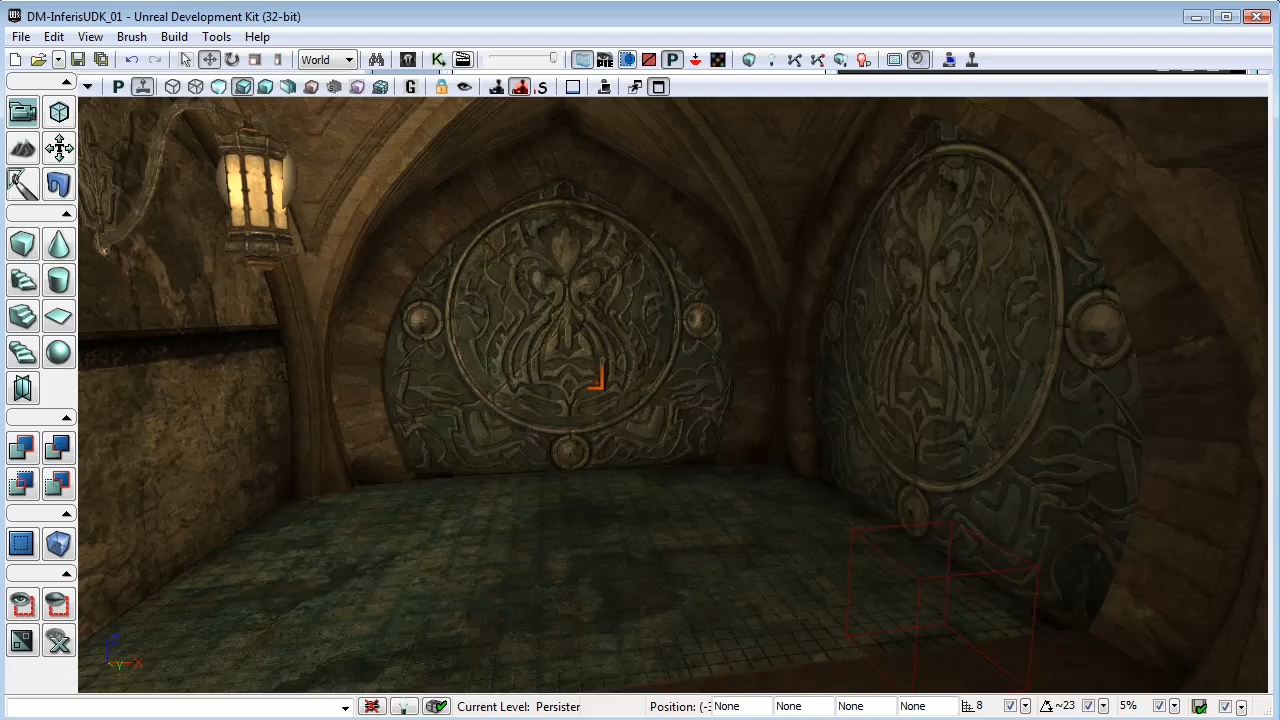 DM-InferisUDK_01 - Unreal Development Kit (32-bit)
File Edit View Brush Build Tools Help
World
P
P G S
Z
X
Y
Current Level: Persister Position: (-: None None None None 8 ~23 5%